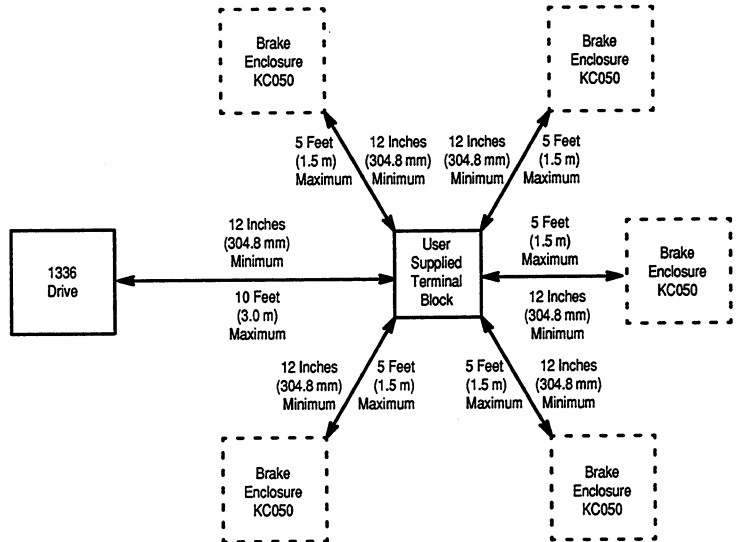 Brake
Enclosure
KC050
Brake
Enclosure
KC050
5 Feet
(1.5 m)
Maximum
12 Inches
(304.8 mm)
Minimum
12 Inches
(304.8 mm)
Minimum
5 Feet
(1.5 m)
Maximum
1336
Drive
12 Inches
(304.8 mm)
Minimum
10 Feet
(3.0 m)
Maximum
User
Supplied
Terminal
Block
5 Feet
(1.5 m)
Maximum
12 Inches
(304.8 mm)
Minimum
Brake
Enclosure
KC050
12 Inches
(304.8 mm)
Minimum
5 Feet
(1.5 m)
Maximum
5 Feet
(1.5 m)
Maximum
12 Inches
(304.8 mm)
Minimum
Brake
Enclosure
KC050
Brake
Enclosure
KC050